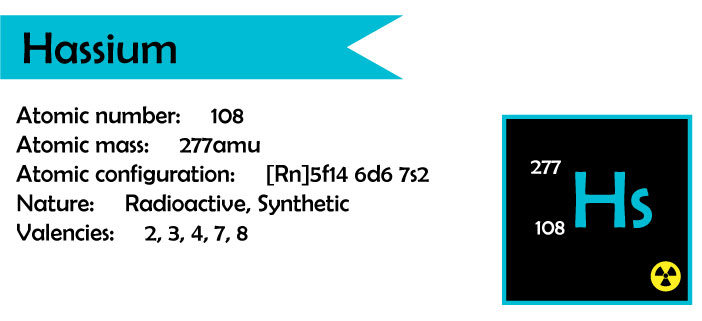 Hassium
Atomic number: 108
Atomic mass: 277amu
Atomic configuration: [Rn]5f14 6d6 7s2
Nature: Radioactive, Synthetic
Valencies: 2, 3, 4, 7, 8
277
Hs
108